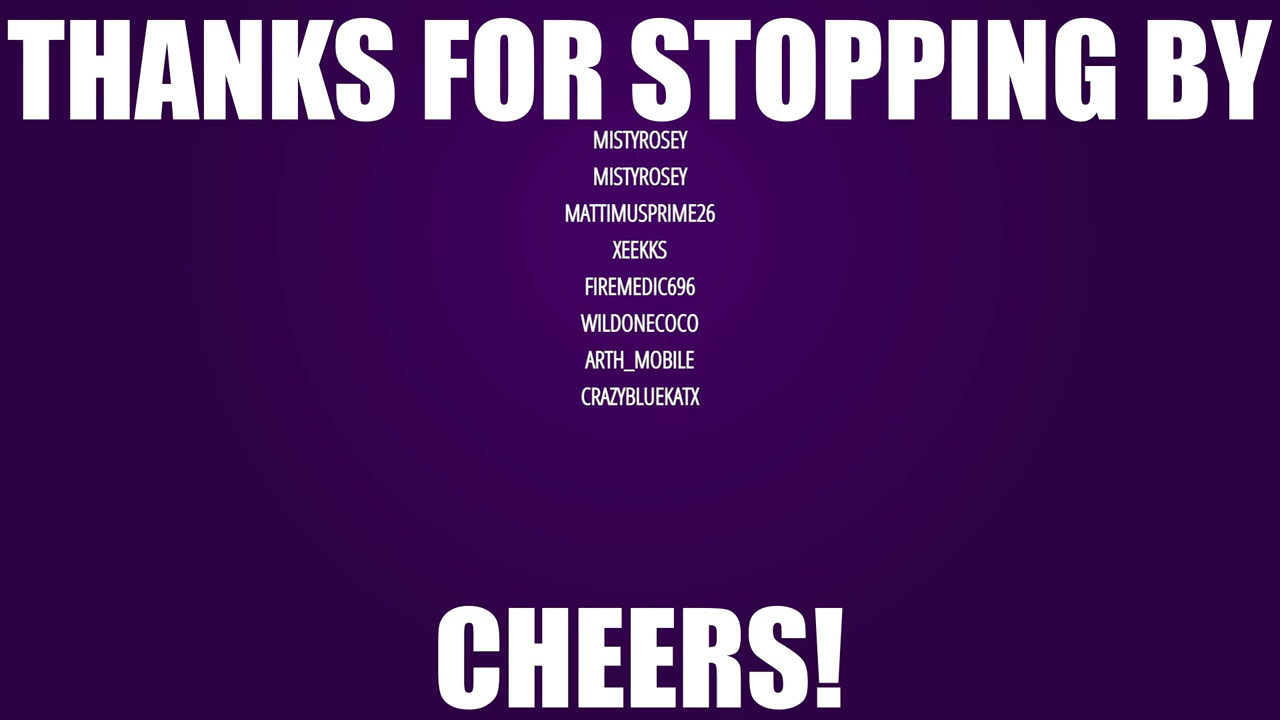 THANKS FOR STOPPING BY
MISTYROSEY
MISTYROSEY
MATTIMUSPRIME26
XEEKKS
FIREMEDIC696
WILDONECOCO
ARTH_MOBILE
CRAZYBLUEKATX
CHEERS!